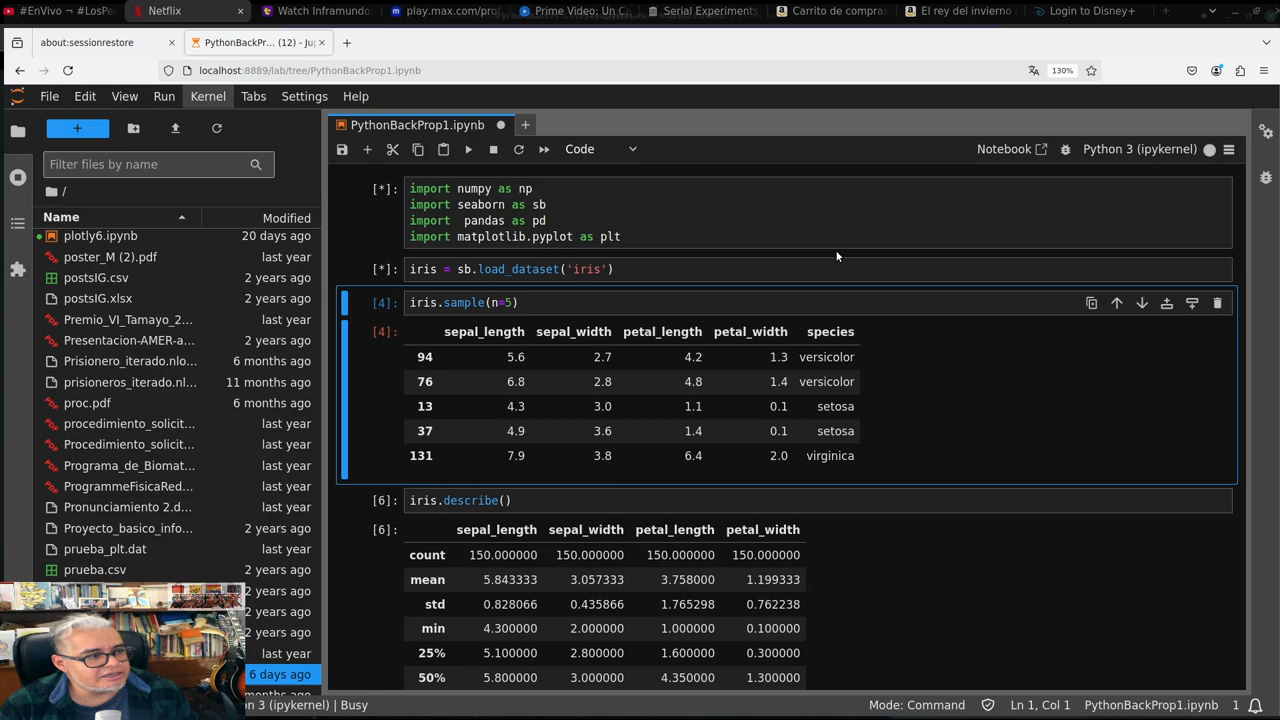 #EnVivo ¬ #LosPe
Netflix
Watch Inframund
play.max.com/prof
Prime Video: Un Ca
Serial Experiments
Carrito de compras
El rey del invierno
Login to Disney+
about:sessionrestore
PythonBackPr... (12) - Jup
localhost:8889/lab/tree/PythonBackProp1.ipynb
130%
File Edit View Run Kernel Tabs Settings Help
PythonBackProp1.ipynb
Code
Notebook
Python 3 (ipykernel)
Filter files by name
/
Name Modified
plotly6.ipynb 20 days ago
poster_M (2).pdf last year
postsIG.csv 2 years ago
postsIG.xlsx 2 years ago
Premio_VI_Tamayo_2... last year
Presentacion-AMER-a... last year
Prisionero_iterado.nlo... 6 months ago
prisioneros_iterado.nl... 11 months ago
proc.pdf 6 months ago
procedimiento_solicit... last year
Procedimiento_solicit... last year
Programa_de_Biomat... last year
ProgrammeFisicaRed... last year
Pronunciamiento 2.d... last year
Proyecto_basico_info... 2 years ago
prueba_plt.dat last year
prueba.csv 2 years ago
2 years ago
2 years ago
2 years ago
last year
6 days ago
[*]: import numpy as np
import seaborn as sb
import pandas as pd
import matplotlib.pyplot as plt
[*]: iris = sb.load_dataset('iris')
[4]: iris.sample(n=5)
[4]: sepal_length sepal_width petal_length petal_width species
94 5.6 2.7 4.2 1.3 versicolor
76 6.8 2.8 4.8 1.4 versicolor
13 4.3 3.0 1.1 0.1 setosa
37 4.9 3.6 1.4 0.1 setosa
131 7.9 3.8 6.4 2.0 virginica
[6]: iris.describe()
[6]: sepal_length sepal_width petal_length petal_width
count 150.000000 150.000000 150.000000 150.000000
mean 5.843333 3.057333 3.758000 1.199333
std 0.828066 0.435866 1.765298 0.762238
min 4.300000 2.000000 1.000000 0.100000
25% 5.100000 2.800000 1.600000 0.300000
50% 5.800000 3.000000 4.350000 1.300000
3 (ipykernel) | Busy
Mode: Command
Ln 1, Col 1
PythonBackProp1.ipynb
1